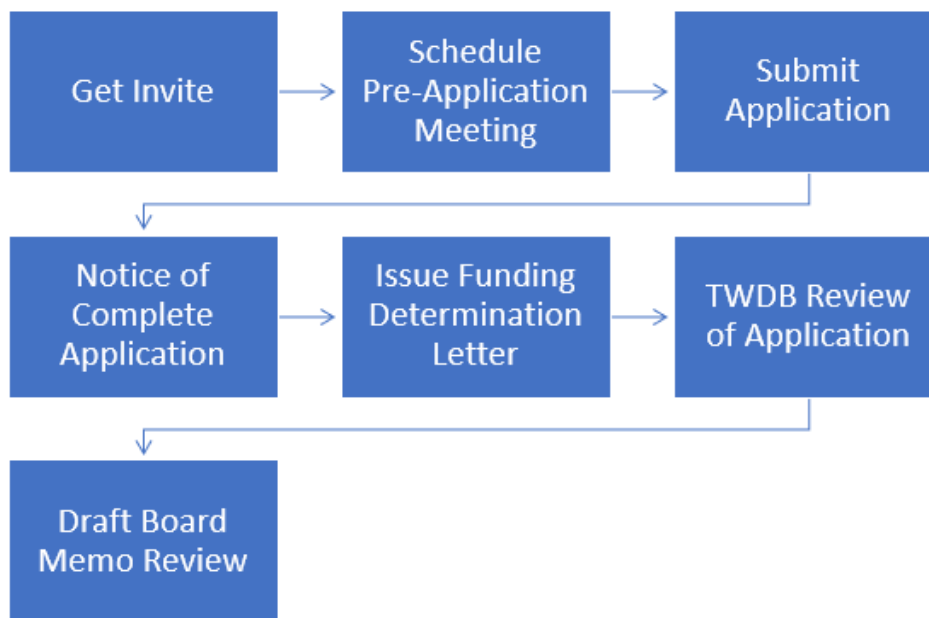 Get Invite
Schedule
Pre-Application
Meeting
Submit
Application
Notice of
Complete
Application
Issue Funding
Determination
Letter
TWDB Review
of Application
Draft Board
Memo Review